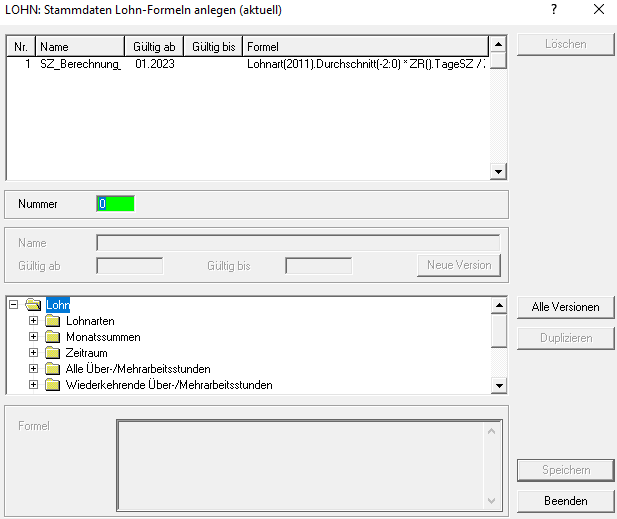 LOHN: Stammdaten Lohn-Formeln anlegen (aktuell)
?
Nr. Name Gültig ab Gültig bis Formel
1 SZ_Berechnung_ 01.2023 Lohnart(2011).Durchschnitt(-2:0) * ZR().TageSZ /
Löschen
Nummer 0
Name
Gültig ab Gültig bis Neue Version
Lohn
Lohnarten
Monatssummen
Zeitraum
Alle Über-/Mehrarbeitsstunden
Wiederkehrende Über-/Mehrarbeitsstunden
Alle Versionen
Duplizieren
Formel
Speichern
Beenden